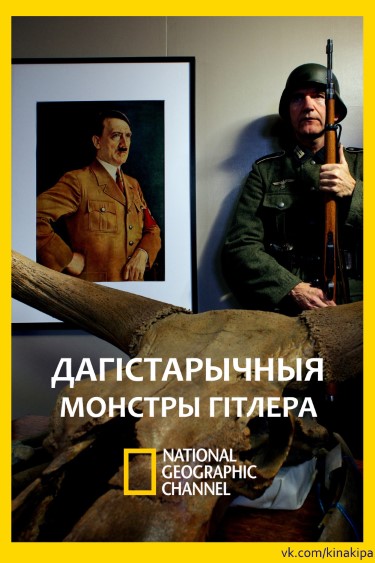 ДАГІСТАРЫЧНЫЯ
МОНСТРЫ ГІТЛЕРА
NATIONAL
GEOGRAPHIC
CHANNEL
vk.com/kinakipa